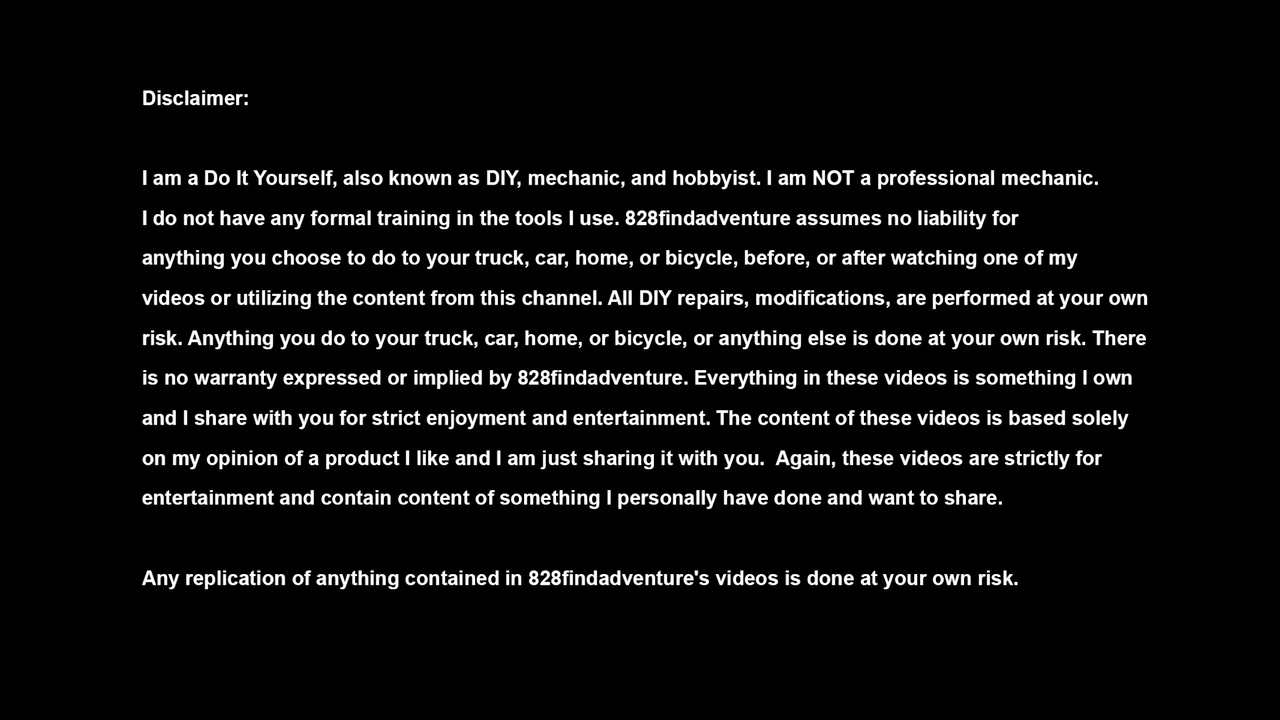 Disclaimer:
I am a Do It Yourself, also known as DIY, mechanic, and hobbyist. I am NOT a professional mechanic.
I do not have any formal training in the tools I use. 828findadventure assumes no liability for
anything you choose to do to your truck, car, home, or bicycle, before, or after watching one of my
videos or utilizing the content from this channel. All DIY repairs, modifications, are performed at your own
risk. Anything you do to your truck, car, home, or bicycle, or anything else is done at your own risk. There
is no warranty expressed or implied by 828findadventure. Everything in these videos is something I own
and I share with you for strict enjoyment and entertainment. The content of these videos is based solely
on my opinion of a product I like and I am just sharing it with you.  Again, these videos are strictly for
entertainment and contain content of something I personally have done and want to share.
Any replication of anything contained in 828findadventure's videos is done at your own risk.